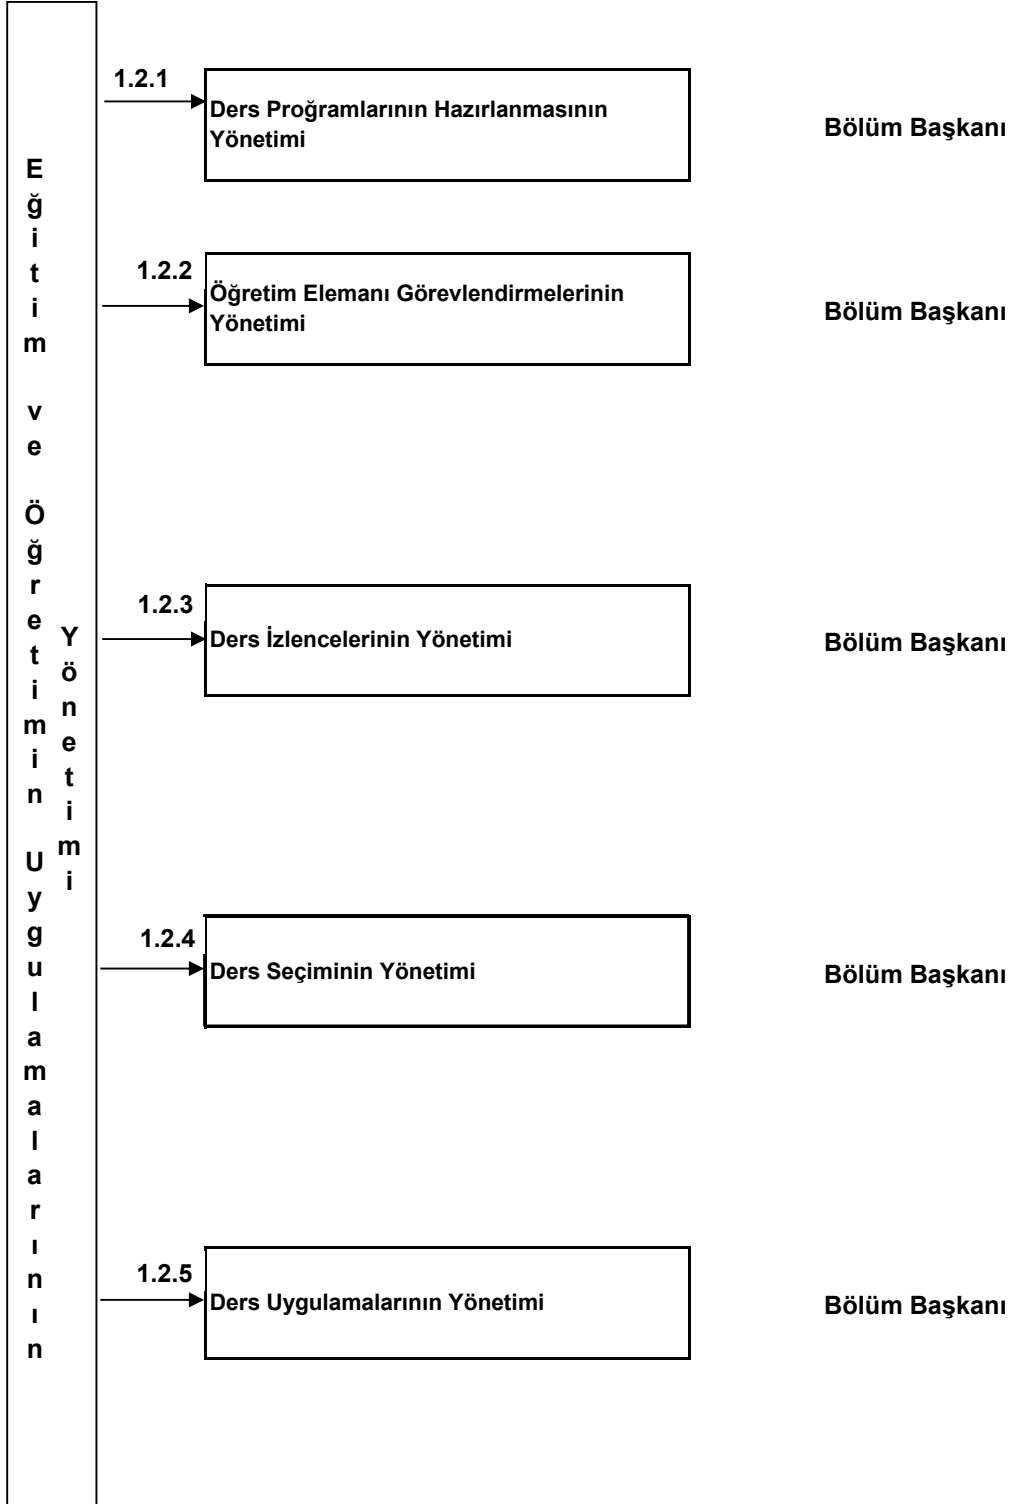 Eğitim ve Öğretimin Uygulamalarının
Yönetimi
1.2.1
Ders Proğramlarının Hazırlanmasının
Yönetimi
Bölüm Başkanı
1.2.2
Öğretim Elemanı Görevlendirmelerinin
Yönetimi
Bölüm Başkanı
1.2.3
Ders İzlencelerinin Yönetimi
Bölüm Başkanı
1.2.4
Ders Seçiminin Yönetimi
Bölüm Başkanı
1.2.5
Ders Uygulamalarının Yönetimi
Bölüm Başkanı